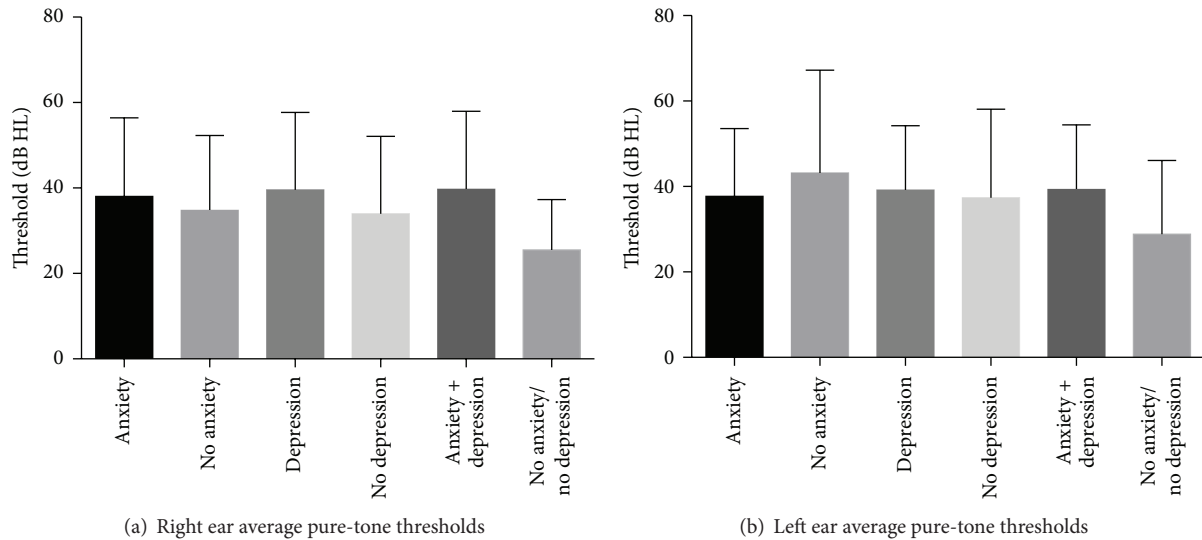 80
60
40
20
0
Threshold (dB HL)
Anxiety
No anxiety
Depression
No depression
Anxiety +
depression
No anxiety/
no depression
(a) Right ear average pure-tone thresholds
80
60
40
20
0
Threshold (dB HL)
Anxiety
No anxiety
Depression
No depression
Anxiety +
depression
No anxiety/
no depression
(b) Left ear average pure-tone thresholds